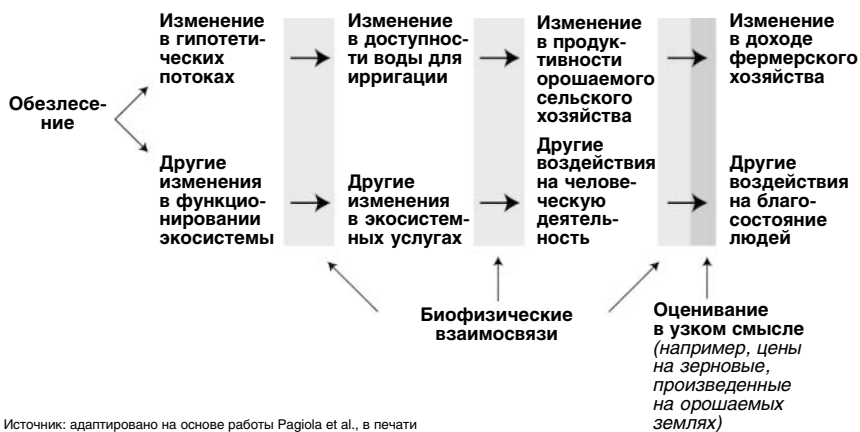 Обезлесе-
ние
Изменение
в гипотети-
ческих
потоках
Изменение
в доступнос-
ти воды для
ирригации
Изменение
в продук-
тивности
орошаемого
сельского
хозяйства
Изменение
в доходе
фермерского
хозяйства
Другие
изменения
в функцио-
нировании
экосистемы
Другие
изменения
в экосистем-
ных услугах
Другие
воздействия
на челове-
ческую
деятель-
ность
Другие
воздействия
на благо-
состояние
людей
Биофизические
взаимосвязи
Оценивание
в узком смысле
(например, цены
на зерновые,
произведенные
на орошаемых
землях)
Источник: адаптировано на основе работы Pagiola et al., в печати